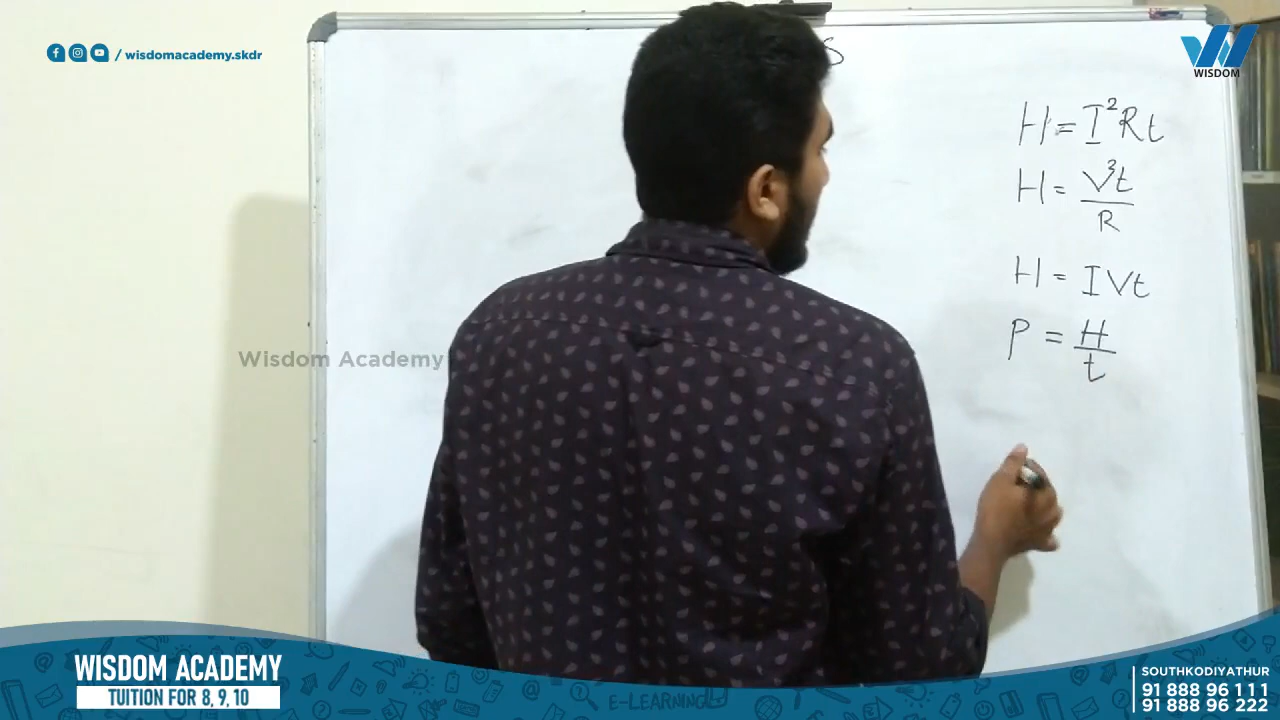 / wisdomacademy.skdr
WISDOM
S
H = I²Rt
H = V³t / R
H = IVt
P = H / t
Wisdom Academy
WISDOM ACADEMY
TUITION FOR 8, 9, 10
E-LEARNING
SOUTHKODIYATHUR
91 888 96 111
91 888 96 222